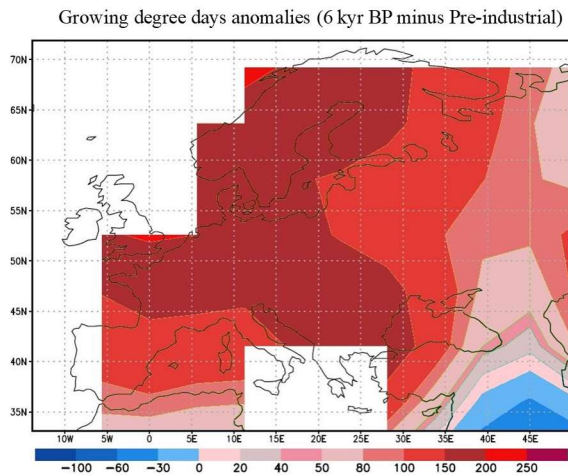 Growing degree days anomalies (6 kyr BP minus Pre-industrial)
70N
65N
60N
55N
50N
45N
40N
35N
10W 5W 0 5E 10E 15E 20E 25E 30E 35E 40E 45E
−100 −60 −30 0 20 40 50 80 100 150 200 250